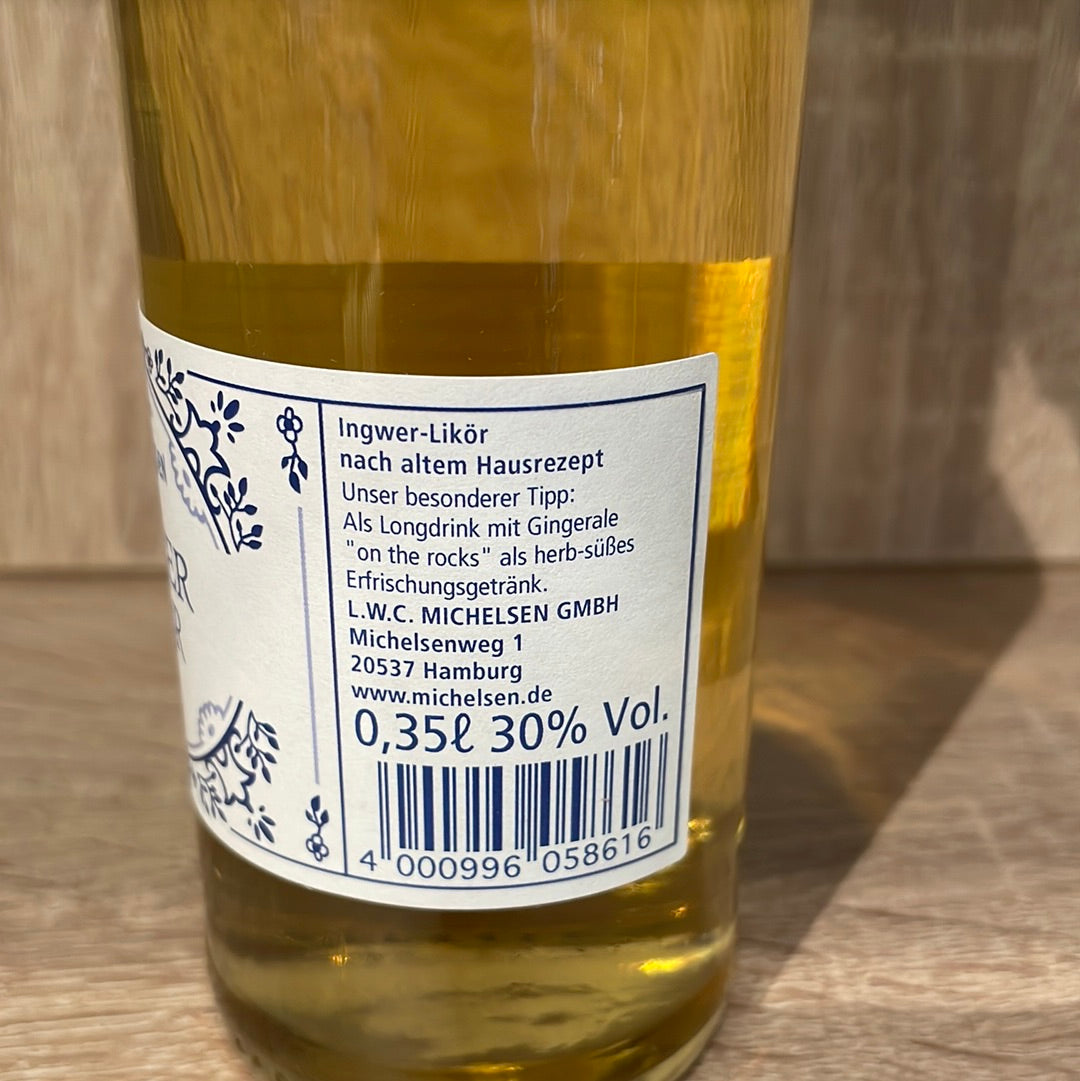 Ingwer-Likör
nach altem Hausrezept
Unser besonderer Tipp:
Als Longdrink mit Gingerale
"on the rocks" als herb-süßes
Erfrischungsgetränk.
L.W.C. MICHELSEN GMBH
Michelsenweg 1
20537 Hamburg
www.michelsen.de
0,35ℓ 30% Vol.
4 000996 058616